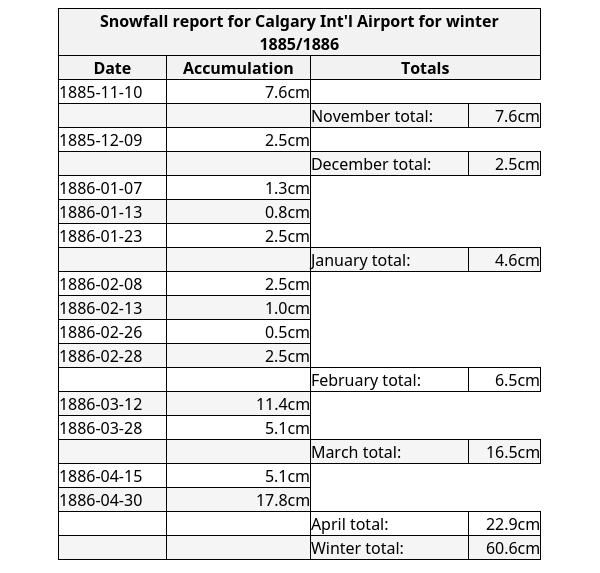 Snowfall report for Calgary Int'l Airport for winter
1885/1886
Date Accumulation Totals
1885-11-10 7.6cm
November total: 7.6cm
1885-12-09 2.5cm
December total: 2.5cm
1886-01-07 1.3cm
1886-01-13 0.8cm
1886-01-23 2.5cm
January total: 4.6cm
1886-02-08 2.5cm
1886-02-13 1.0cm
1886-02-26 0.5cm
1886-02-28 2.5cm
February total: 6.5cm
1886-03-12 11.4cm
1886-03-28 5.1cm
March total: 16.5cm
1886-04-15 5.1cm
1886-04-30 17.8cm
April total: 22.9cm
Winter total: 60.6cm